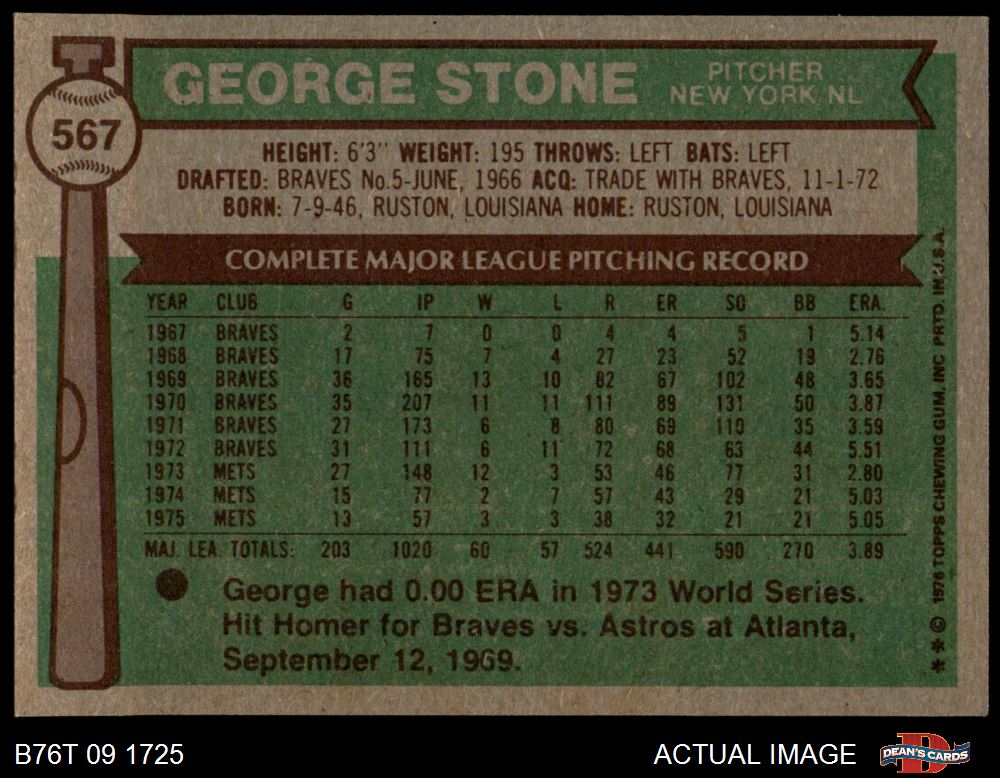 567
GEORGE STONE
PITCHER
NEW YORK NL
HEIGHT: 6'3" WEIGHT: 195 THROWS: LEFT BATS: LEFT
DRAFTED: BRAVES No.5-JUNE, 1966 ACQ: TRADE WITH BRAVES, 11-1-72
BORN: 7-9-46, RUSTON, LOUISIANA HOME: RUSTON, LOUISIANA
COMPLETE MAJOR LEAGUE PITCHING RECORD
YEAR CLUB G IP W L R ER SO BB ERA.
1967 BRAVES 2 7 0 0 4 4 5 1 5.14
1968 BRAVES 17 75 7 4 27 23 52 19 2.76
1969 BRAVES 36 165 13 10 82 67 102 48 3.65
1970 BRAVES 35 207 11 11 111 89 131 50 3.87
1971 BRAVES 27 173 6 8 80 69 110 35 3.59
1972 BRAVES 31 111 6 11 72 68 63 44 5.51
1973 METS 27 148 12 3 53 46 77 31 2.80
1974 METS 15 77 2 7 57 43 29 21 5.03
1975 METS 13 57 3 3 38 32 21 21 5.05
MAJ. LEA. TOTALS: 203 1020 60 57 524 441 590 270 3.89
George had 0.00 ERA in 1973 World Series.
Hit Homer for Braves vs. Astros at Atlanta,
September 12, 1969.
** © 1976 TOPPS CHEWING GUM, INC PRTD. IN U.S.A.
B76T 09 1725
ACTUAL IMAGE
D
DEAN'S CARDS